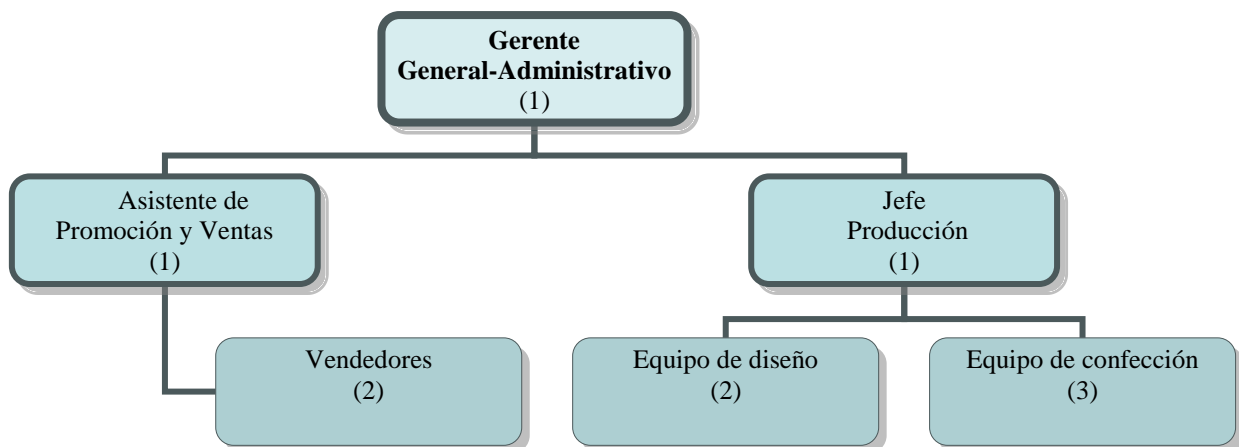 Gerente
General-Administrativo
(1)
Asistente de
Promoción y Ventas
(1)
Jefe
Producción
(1)
Vendedores
(2)
Equipo de diseño
(2)
Equipo de confección
(3)